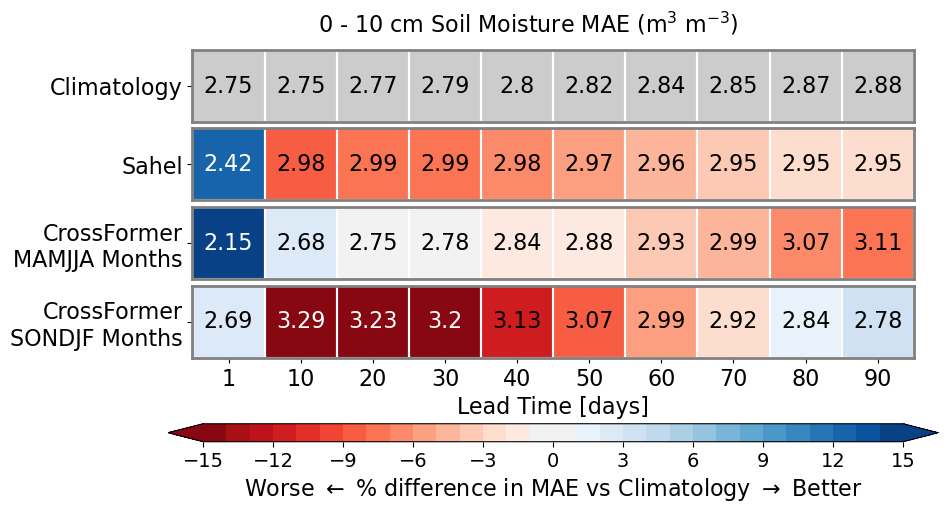 0 - 10 cm Soil Moisture MAE (m³ m⁻³)
Climatology 2.75 2.75 2.77 2.79 2.8 2.82 2.84 2.85 2.87 2.88
Sahel 2.42 2.98 2.99 2.99 2.98 2.97 2.96 2.95 2.95 2.95
CrossFormer
MAMJJA Months 2.15 2.68 2.75 2.78 2.84 2.88 2.93 2.99 3.07 3.11
CrossFormer
SONDJF Months 2.69 3.29 3.23 3.2 3.13 3.07 2.99 2.92 2.84 2.78
1 10 20 30 40 50 60 70 80 90
Lead Time [days]
−15 −12 −9 −6 −3 0 3 6 9 12 15
Worse ← % difference in MAE vs Climatology → Better